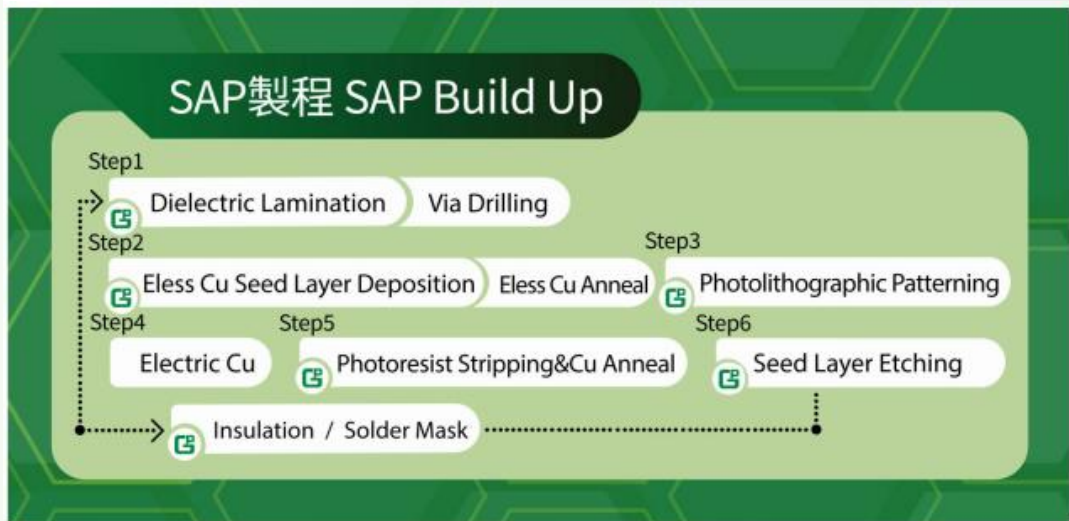 SAP製程 SAP Build Up
Step1
Dielectric Lamination Via Drilling
Step2 Step3
Eless Cu Seed Layer Deposition Eless Cu Anneal Photolithographic Patterning
Step4 Step5 Step6
Electric Cu Photoresist Stripping&Cu Anneal Seed Layer Etching
Insulation / Solder Mask